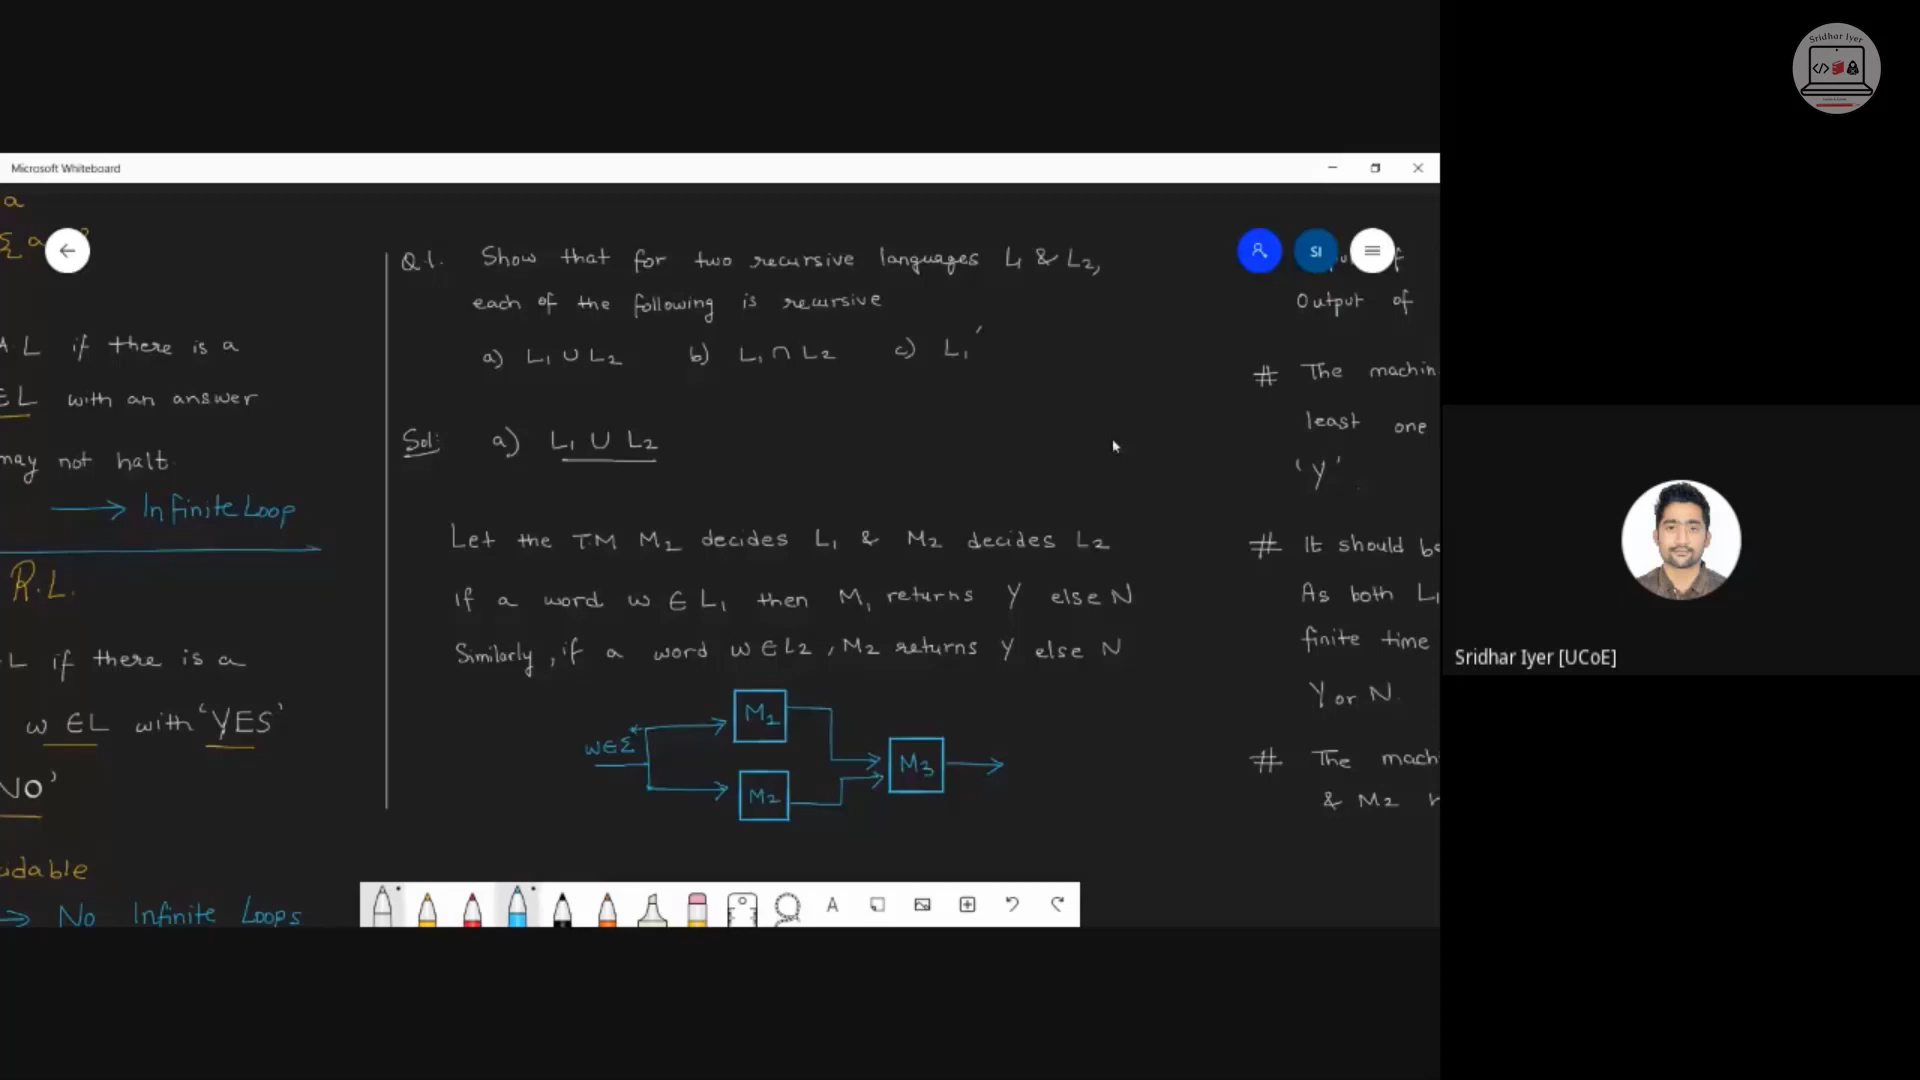 Sridhar Iyer
Microsoft Whiteboard
a
Σ a
L if there is a
EL with an answer
may not halt.
→ Infinite Loop
R.L.
L if there is a
w ∈ L with 'YES'
NO'
idable
→ No Infinite Loops
Q.1. Show that for two recursive languages L1 & L2,
each of the following is recursive
a) L1 ∪ L2 b) L1 ∩ L2 c) L1'
Sol: a) L1 ∪ L2
Let the TM M1 decides L1 & M2 decides L2
If a word w ∈ L1 then M1 returns Y else N
Similarly, if a word w ∈ L2, M2 returns Y else N
w∈Σ*
M1
M2
M3
SI
Output of
# The machin
least one
'Y'.
# It should be
As both L1
finite time
Y or N.
# The mach
& M2
A
Sridhar Iyer [UCoE]